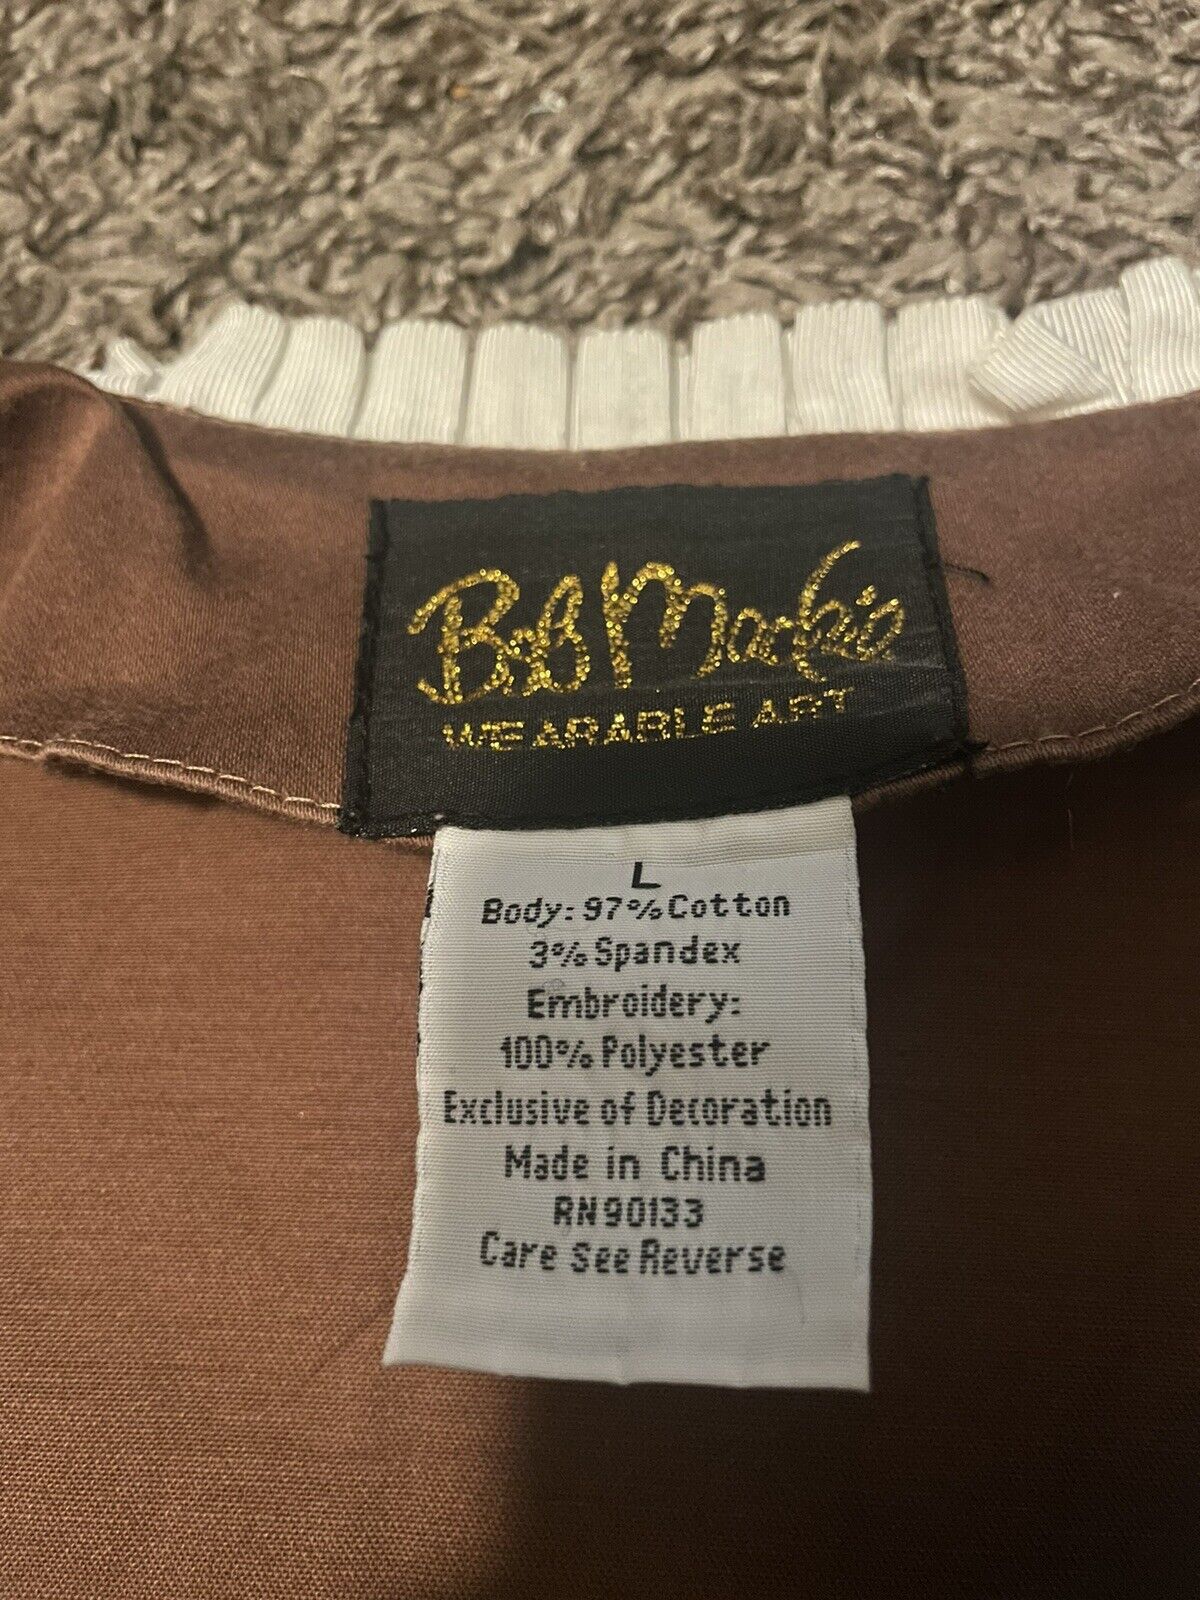 Bob Mackie
WEARABLE ART
L
Body: 97% Cotton
3% Spandex
Embroidery:
100% Polyester
Exclusive of Decoration
Made in China
RN90133
Care See Reverse